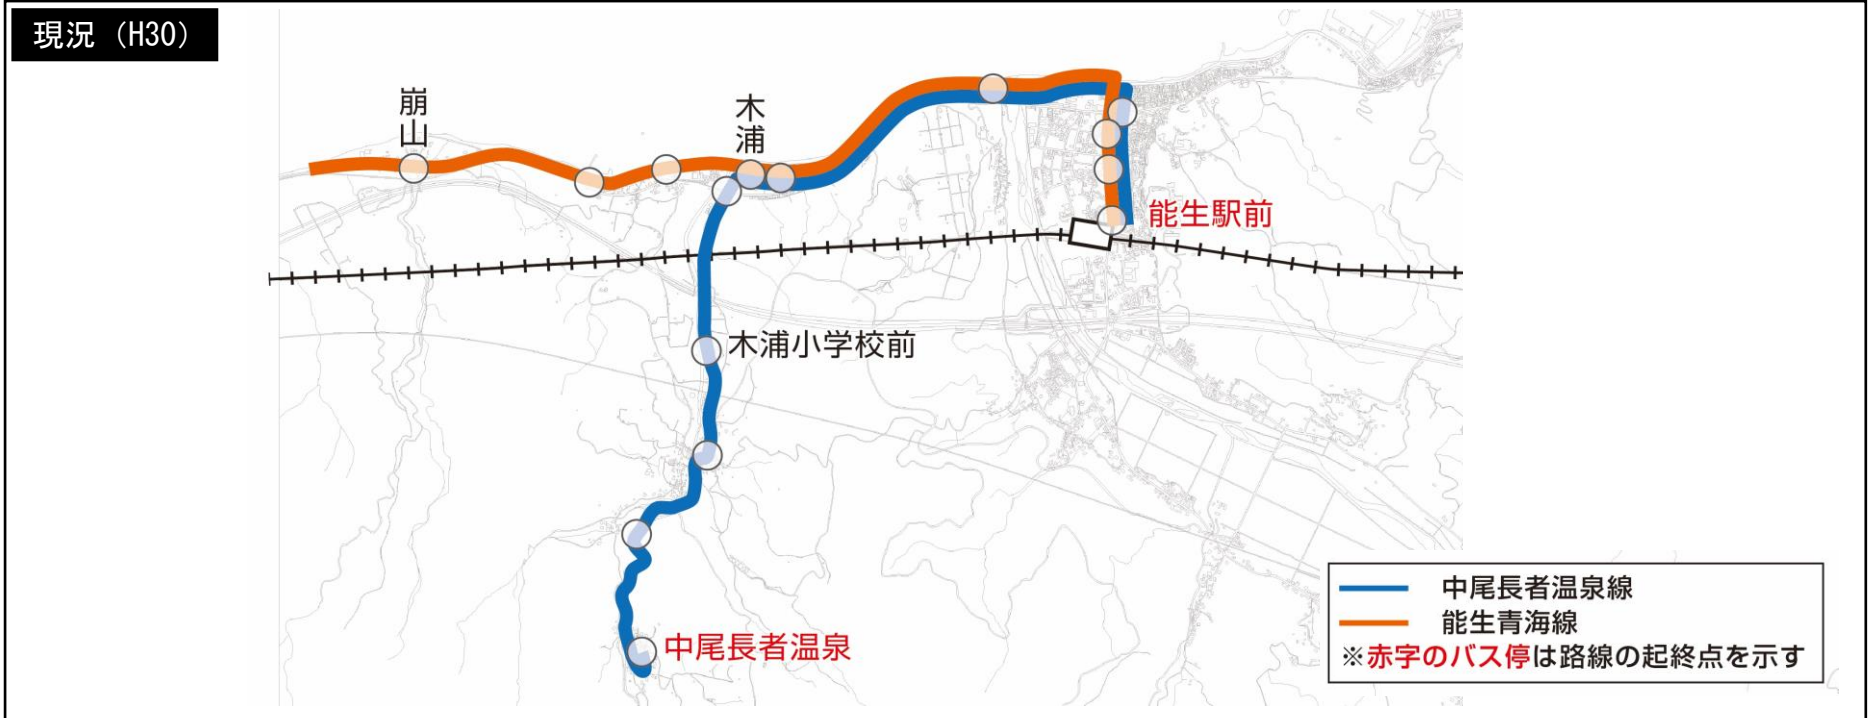 現況（H30）
崩山
木浦
能生駅前
木浦小学校前
中尾長者温泉
中尾長者温泉線
能生青海線
※赤字のバス停は路線の起終点を示す